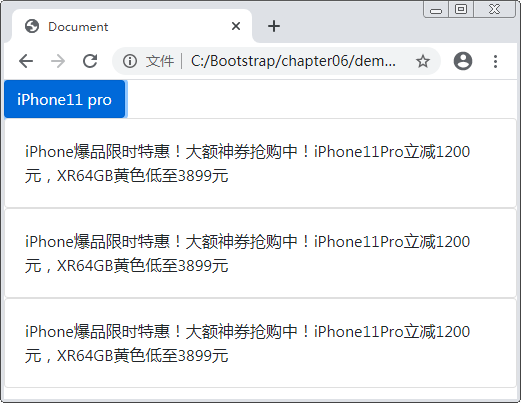 Document
文件 C:/Bootstrap/chapter06/dem...
iPhone11 pro
iPhone爆品限时特惠！大额神券抢购中！iPhone11Pro立减1200
元，XR64GB黄色低至3899元
iPhone爆品限时特惠！大额神券抢购中！iPhone11Pro立减1200
元，XR64GB黄色低至3899元
iPhone爆品限时特惠！大额神券抢购中！iPhone11Pro立减1200
元，XR64GB黄色低至3899元